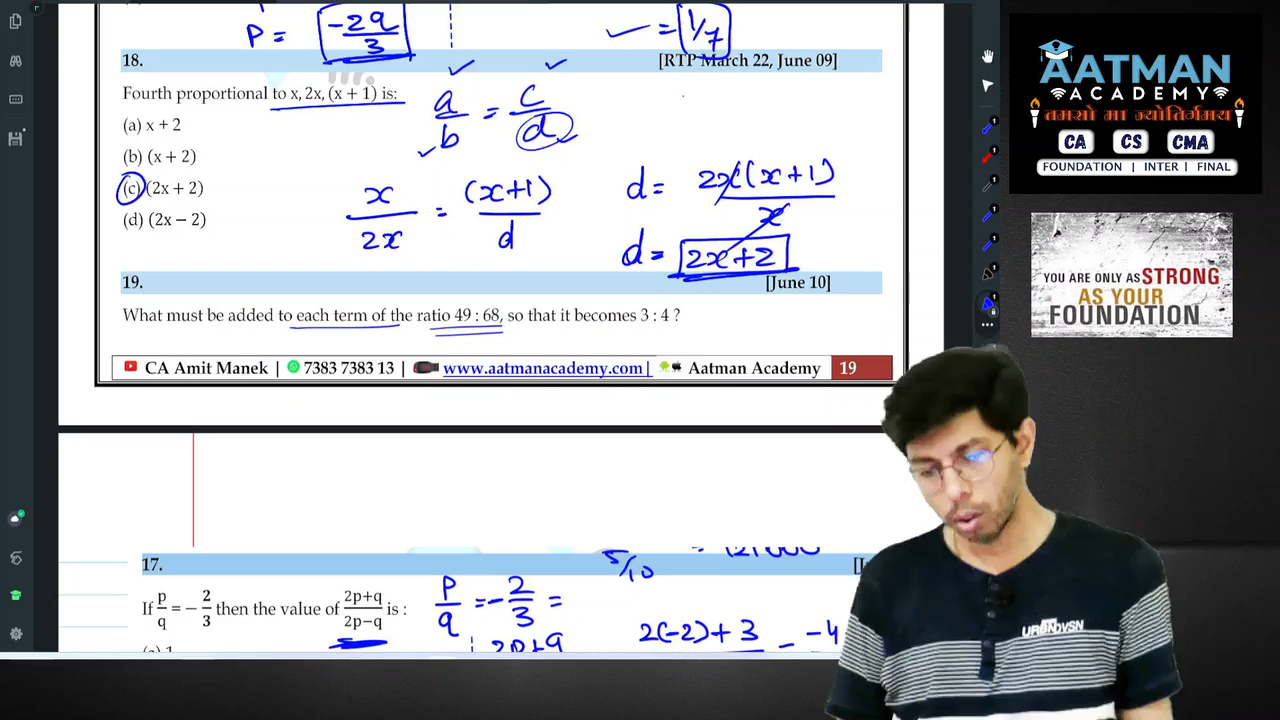 P = -2q/3
= 1/7
18. [RTP March 22, June 09]
Fourth proportional to x, 2x, (x + 1) is:
(a) x + 2
(b) (x + 2)
(c) (2x + 2)
(d) (2x – 2)
a/b = c/d
x/2x = (x+1)/d
d = 2x(x+1)/x
d = 2x+2
19. [June 10]
What must be added to each term of the ratio 49 : 68, so that it becomes 3 : 4 ?
CA Amit Manek | 7383 7383 13 | www.aatmanacademy.com| Aatman Academy 19
17.
5/10
If p/q = − 2/3 then the value of 2p+q/2p−q is :
P/q = -2/3 =
2(-2)+3 = -4
AATMAN
ACADEMY
तमसो मा ज्योतिर्गमय
CA CS CMA
FOUNDATION | INTER | FINAL
YOU ARE ONLY AS STRONG
AS YOUR
FOUNDATION
URBNDVSN